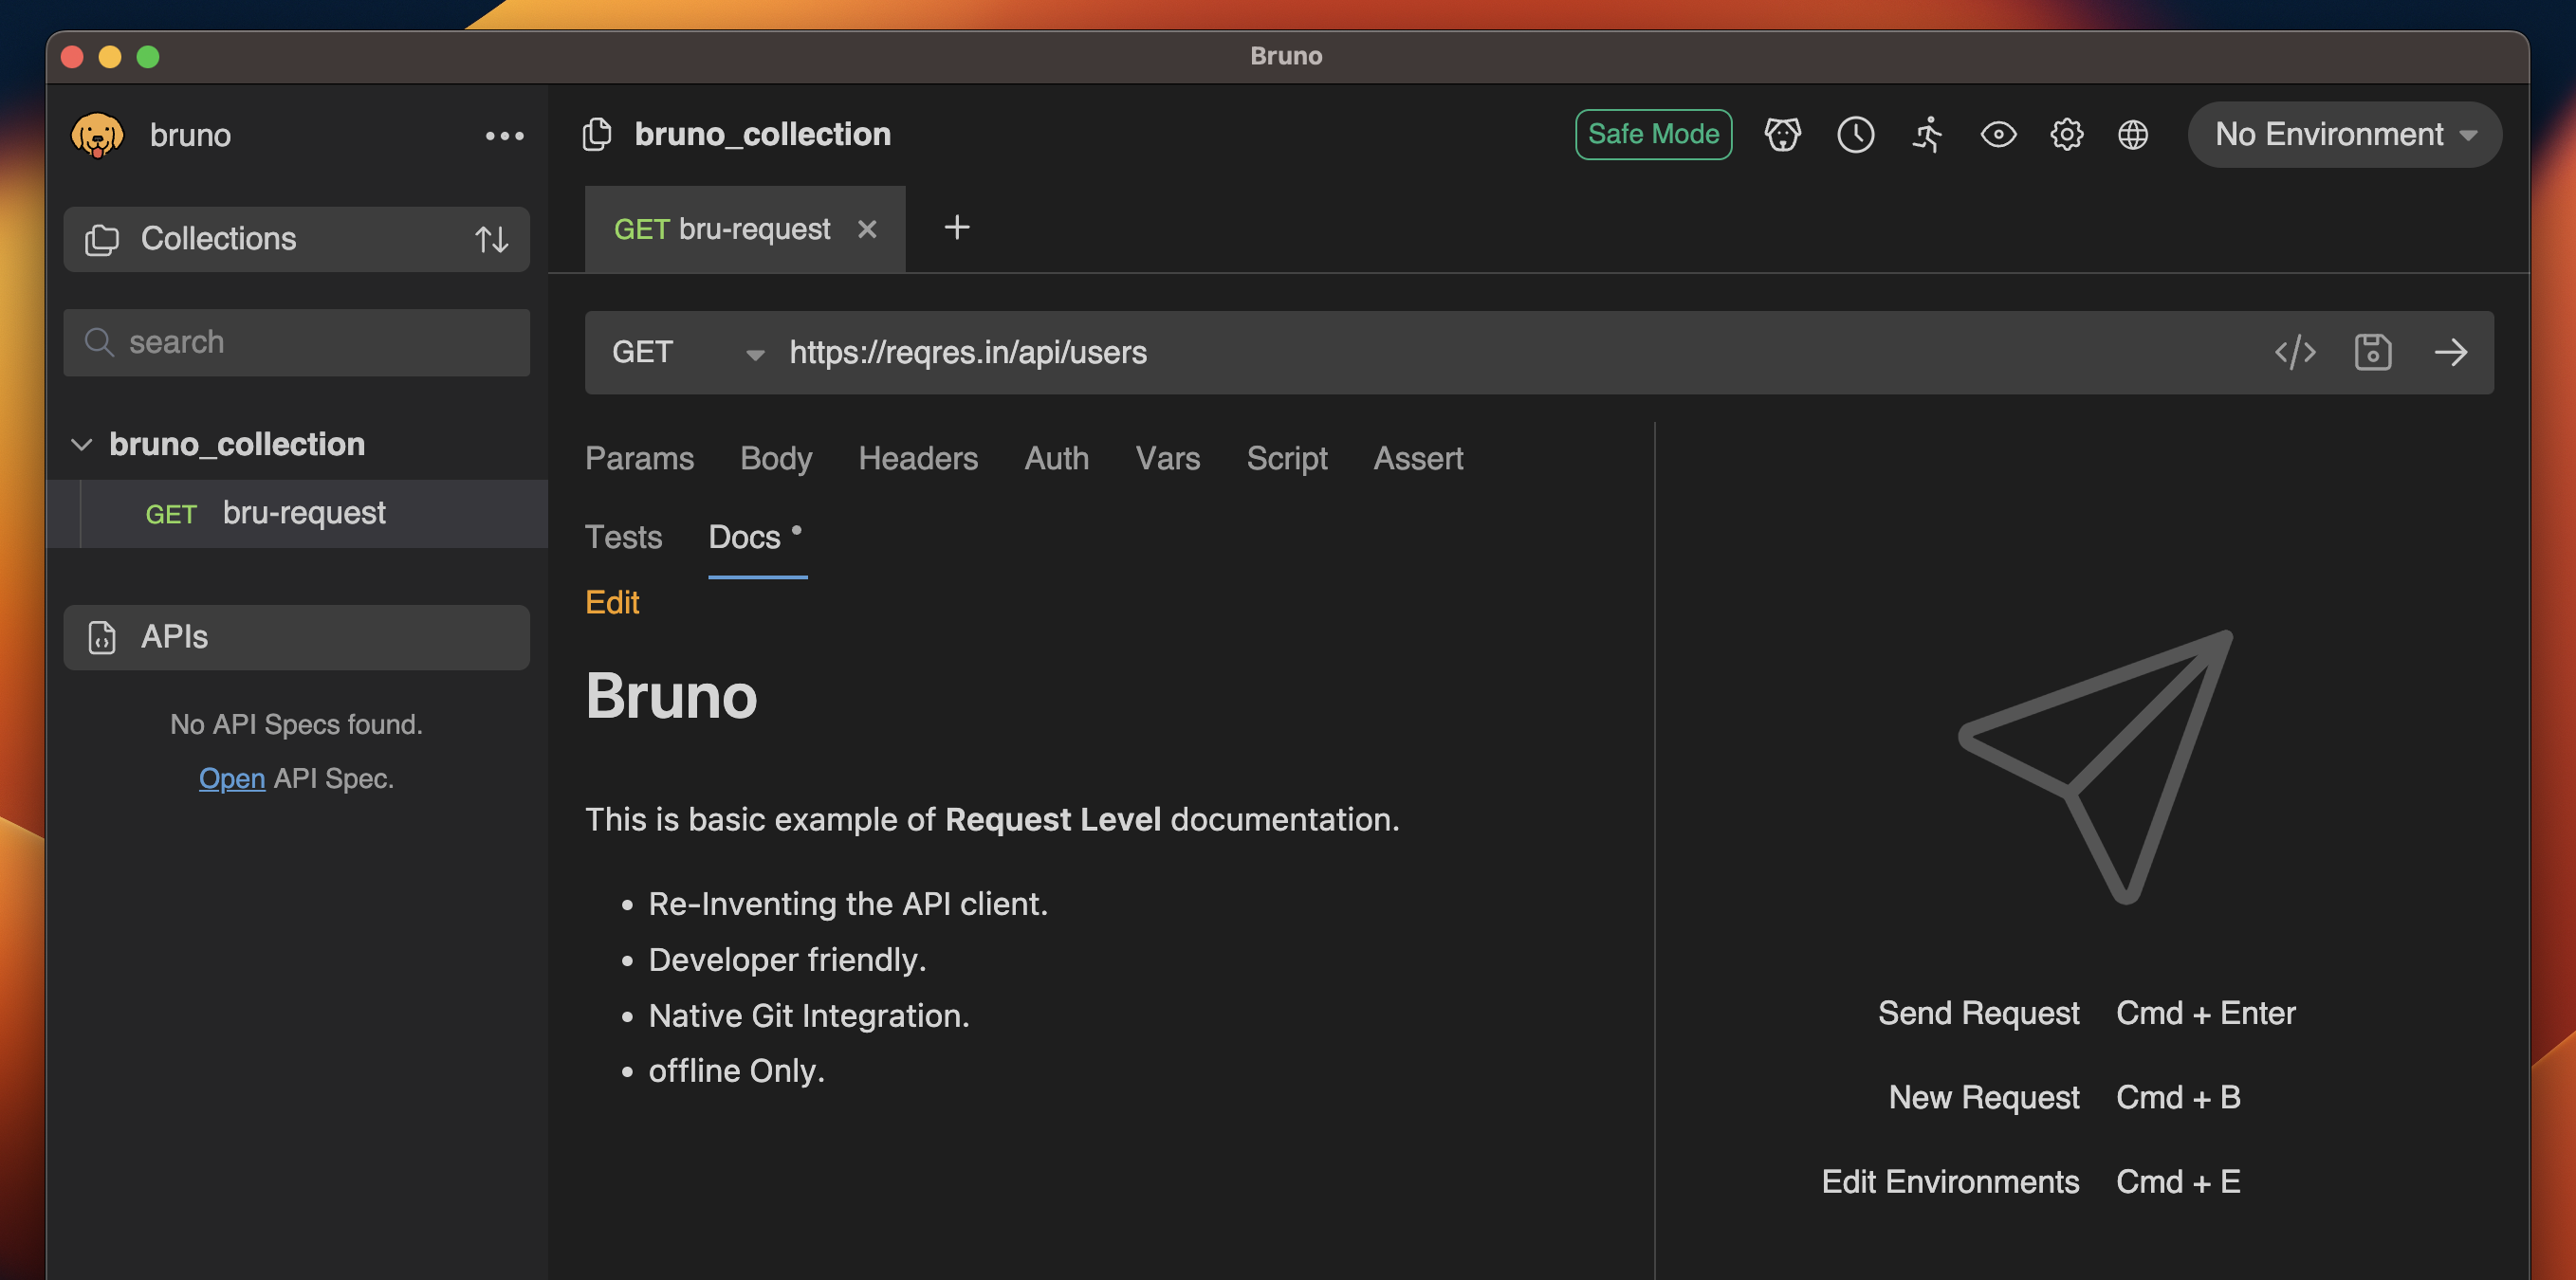 Bruno
bruno
bruno_collection
Safe Mode
No Environment
Collections
GET bru-request
search
GET
https://reqres.in/api/users
bruno_collection
GET bru-request
Params Body Headers Auth Vars Script Assert
Tests Docs
Edit
APIs
No API Specs found.
Open API Spec.
Bruno
This is basic example of Request Level documentation.
• Re-Inventing the API client.
• Developer friendly.
• Native Git Integration.
• offline Only.
Send Request Cmd + Enter
New Request Cmd + B
Edit Environments Cmd + E